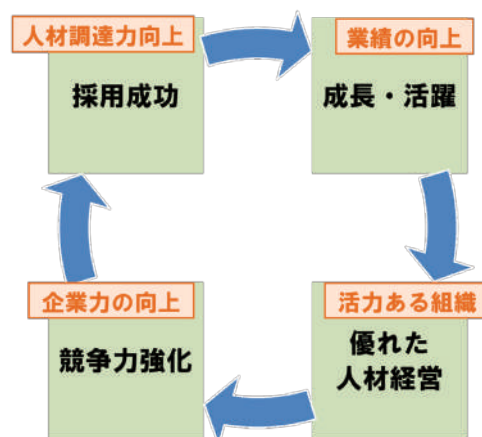 人材調達力向上
採用成功
業績の向上
成長・活躍
活力ある組織
優れた
人材経営
企業力の向上
競争力強化